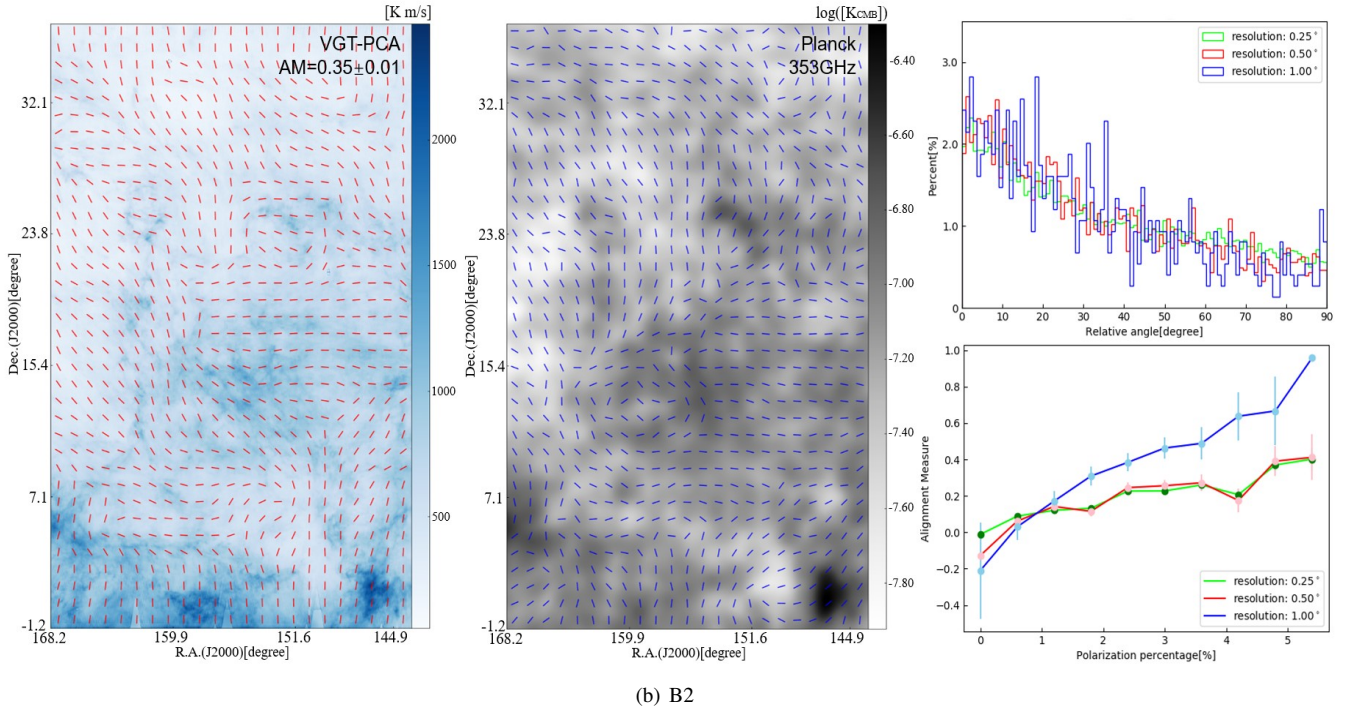 [K m/s]
VGT-PCA
AM=0.35±0.01
32.1
23.8
15.4
7.1
-1.2
Dec.(J2000)[degree]
168.2 159.9 151.6 144.9
R.A.(J2000)[degree]
2000
1500
1000
500
log([KCMB])
Planck
353GHz
32.1
23.8
15.4
7.1
-1.2
Dec.(J2000)[degree]
168.2 159.9 151.6 144.9
R.A.(J2000)[degree]
-6.40
-6.60
-6.80
-7.00
-7.20
-7.40
-7.60
-7.80
resolution: 0.25°
resolution: 0.50°
resolution: 1.00°
3.0
2.0
1.0
0
Percent[%]
0 10 20 30 40 50 60 70 80 90
Relative angle[degree]
1.0
0.8
0.6
0.4
0.2
0.0
−0.2
−0.4
Alignment Measure
resolution: 0.25°
resolution: 0.50°
resolution: 1.00°
0 1 2 3 4 5
Polarization percentage[%]
(b) B2